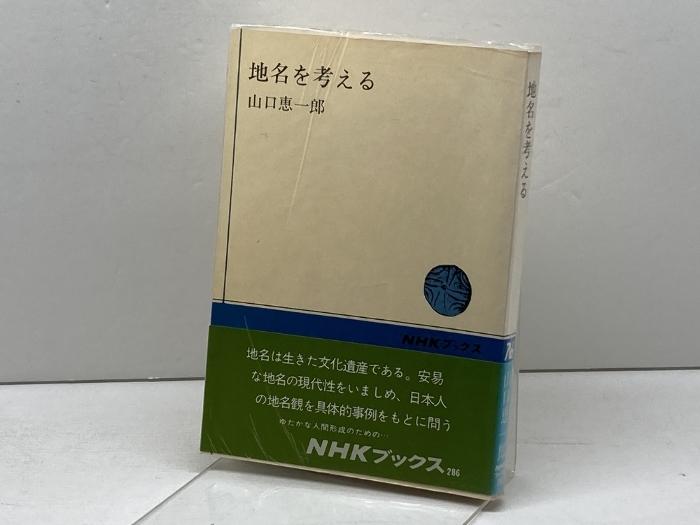 地名を考える
山口恵一郎
NHKブックス
地名は生きた文化遺産である。安易
な地名の現代性をいましめ、日本人
の地名観を具体的事例をもとに問う
ゆたかな人間形成のための…
NHKブックス 286
地名を考える